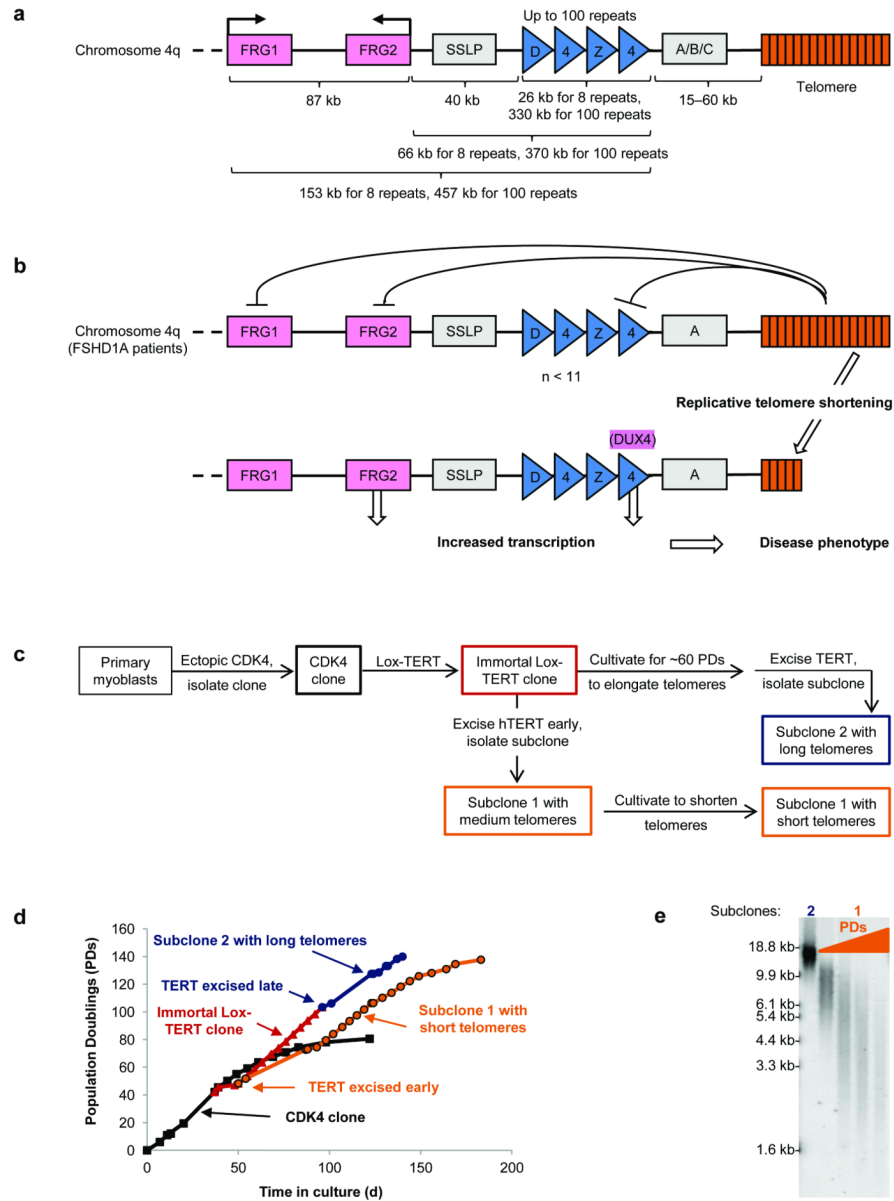 a
Up to 100 repeats
Chromosome 4q
FRG1
FRG2
SSLP
D 4 Z 4
A/B/C
Telomere
87 kb
40 kb
26 kb for 8 repeats,
330 kb for 100 repeats
15–60 kb
66 kb for 8 repeats, 370 kb for 100 repeats
153 kb for 8 repeats, 457 kb for 100 repeats
b
Chromosome 4q
(FSHD1A patients)
FRG1
FRG2
SSLP
D 4 Z 4
A
n < 11
Replicative telomere shortening
(DUX4)
FRG1
FRG2
SSLP
D 4 Z 4
A
Increased transcription
Disease phenotype
c
Primary
myoblasts
Ectopic CDK4,
isolate clone
CDK4
clone
Lox-TERT
Immortal Lox-
TERT clone
Cultivate for ~60 PDs
to elongate telomeres
Excise TERT,
isolate subclone
Excise hTERT early,
isolate subclone
Subclone 2 with
long telomeres
Subclone 1 with
medium telomeres
Cultivate to shorten
telomeres
Subclone 1 with
short telomeres
d
Population Doublings (PDs)
160
140
120
100
80
60
40
20
0
Subclone 2 with long telomeres
TERT excised late
Immortal Lox-
TERT clone
Subclone 1 with
short telomeres
TERT excised early
CDK4 clone
0
50
100
150
200
Time in culture (d)
e
Subclones:
2
1
PDs
18.8 kb
9.9 kb
6.1 kb
5.4 kb
4.4 kb
3.3 kb
1.6 kb